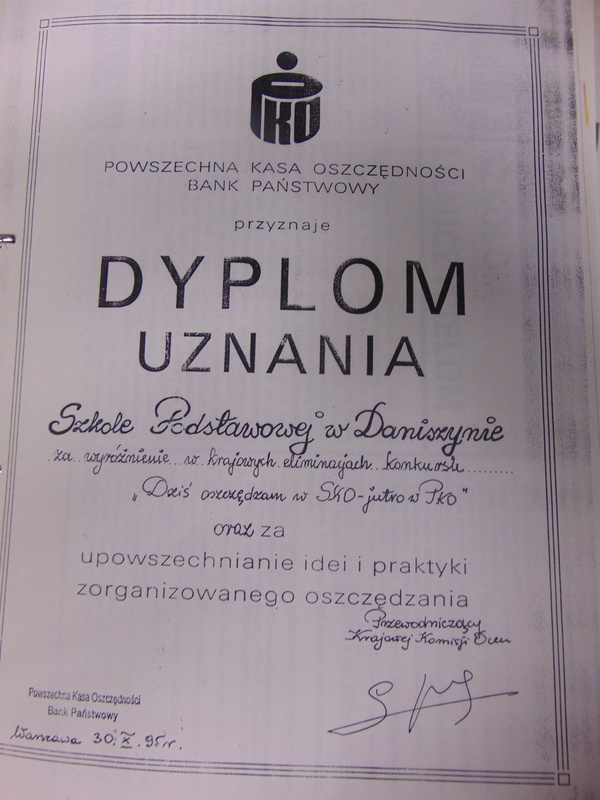 PKO
POWSZECHNA KASA OSZCZĘDNOŚCI
BANK PAŃSTWOWY
przyznaje
DYPLOM
UZNANIA
Szkole Podstawowej w Daniszynie
za wyróżnienie w krajowych eliminajach konkursu
"Dziś oszczędzam w SKO-jutro w PKO"
oraz za
upowszechnianie idei i praktyki
zorganizowanego oszczędzania
Przewodniczący
Krajowej Komisji Ocen
Powszechna Kasa Oszczędności
Bank Państwowy
Warszawa 30.X.95r.